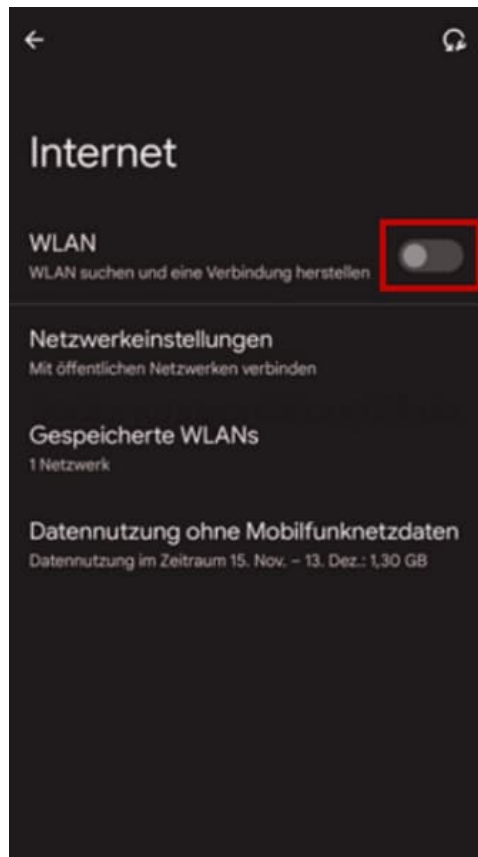 Internet
WLAN
WLAN suchen und eine Verbindung herstellen
Netzwerkeinstellungen
Mit öffentlichen Netzwerken verbinden
Gespeicherte WLANs
1 Netzwerk
Datennutzung ohne Mobilfunknetzdaten
Datennutzung im Zeitraum 15. Nov. – 13. Dez.: 1,30 GB